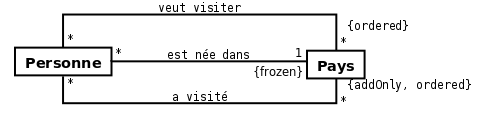 veut visiter
{ordered}
* *
* est née dans 1
Personne Pays
{frozen}
* {addOnly, ordered}
a visité *